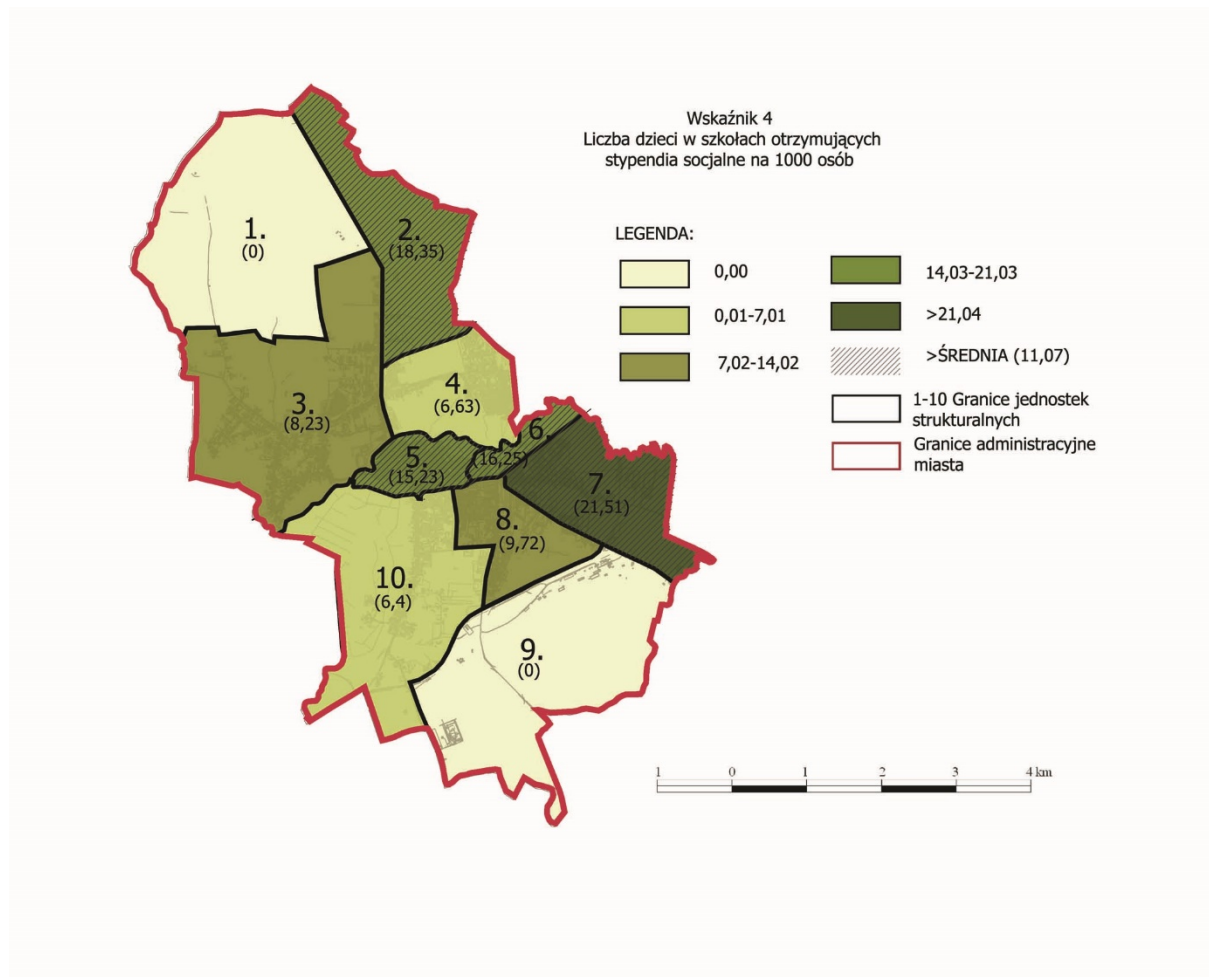 Wskaźnik 4
Liczba dzieci w szkołach otrzymujących
stypendia socjalne na 1000 osób
LEGENDA:
0,00
0,01-7,01
7,02-14,02
14,03-21,03
>21,04
>ŚREDNIA (11,07)
1-10 Granice jednostek
strukturalnych
Granice administracyjne
miasta
1.
(0)
2.
(18,35)
3.
(8,23)
4.
(6,63)
5.
(15,23)
6.
(16,25)
7.
(21,51)
8.
(9,72)
9.
(0)
10.
(6,4)
1 0 1 2 3 4 km